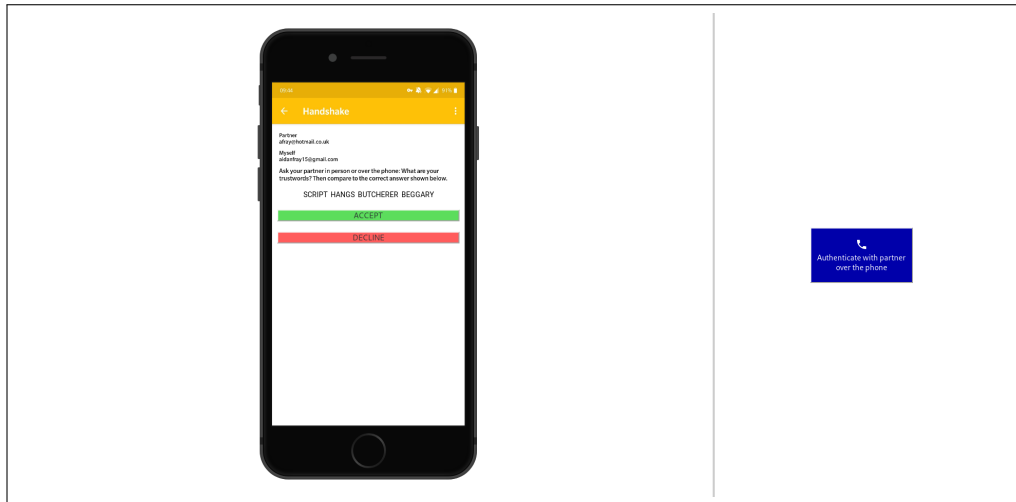 09:44
91%
Handshake
Partner
afray@hotmail.co.uk
Myself
aidanfray15@gmail.com
Ask your partner in person or over the phone: What are your
trustwords? Then compare to the correct answer shown below.
SCRIPT HANGS BUTCHERER BEGGARY
ACCEPT
DECLINE
Authenticate with partner
over the phone